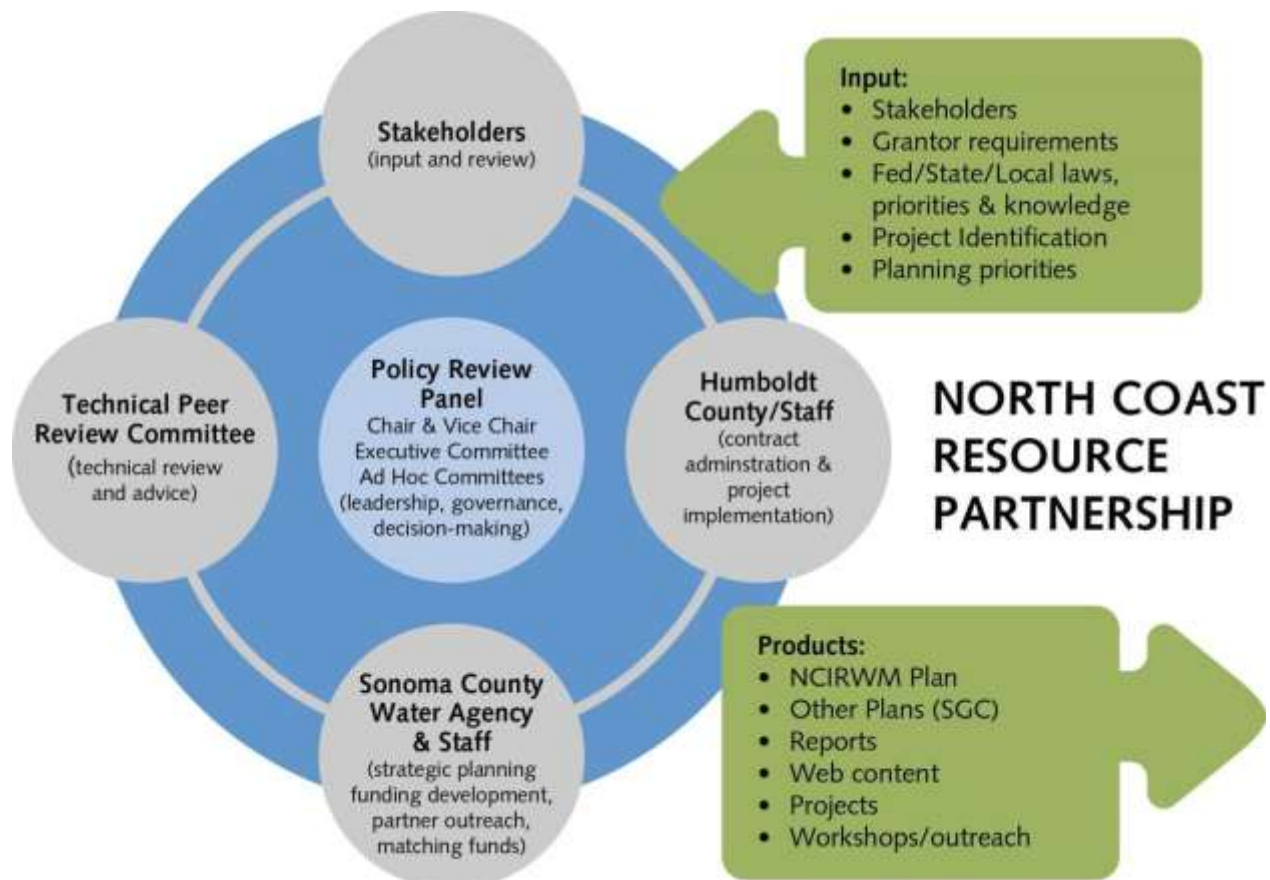 Stakeholders
(input and review)
Input:
• Stakeholders
• Grantor requirements
• Fed/State/Local laws,
priorities & knowledge
• Project Identification
• Planning priorities
Technical Peer
Review Committee
(technical review
and advice)
Policy Review
Panel
Chair & Vice Chair
Executive Committee
Ad Hoc Committees
(leadership, governance,
decision-making)
Humboldt
County/Staff
(contract
adminstration &
project
implementation)
NORTH COAST
RESOURCE
PARTNERSHIP
Sonoma County
Water Agency
& Staff
(strategic planning
funding development,
partner outreach,
matching funds)
Products:
• NCIRWM Plan
• Other Plans (SGC)
• Reports
• Web content
• Projects
• Workshops/outreach